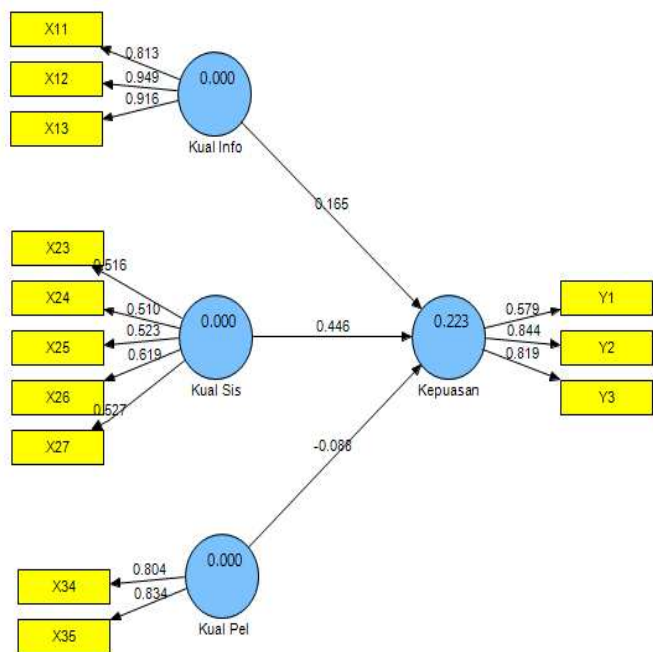 X11
0.813
X12
0.949
0.916
X13
0.000
Kual Info
0.165
X23
0.516
X24
0.510
X25
0.523
X26
0.619
X27
0.527
0.000
Kual Sis
0.446
0.223
Kepuasan
0.579
Y1
0.844
Y2
0.819
Y3
-0.088
0.000
Kual Pel
X34
0.804
X35
0.834